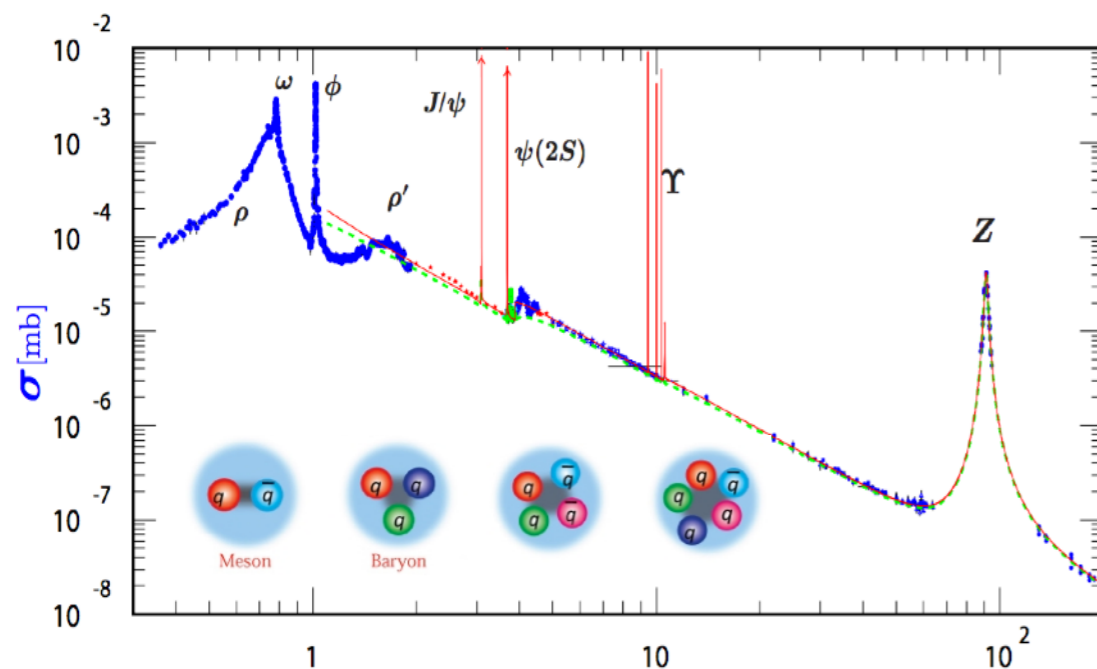 10^-2
10^-3
10^-4
10^-5
10^-6
10^-7
10^-8
σ [mb]
ω
ϕ
ρ
ρ′
J/ψ
ψ(2S)
Υ
Z
q q̅
q q q
q q̅ q q̅
q q̅ q q q
Meson
Baryon
1
10
10^2